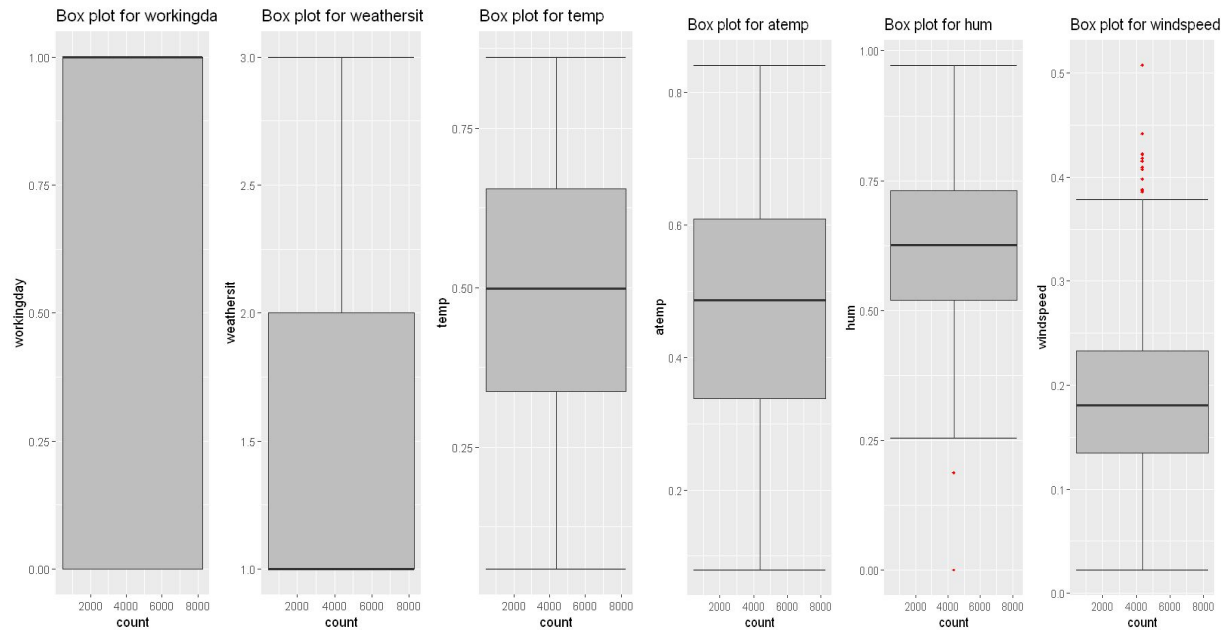 Box plot for workingda
1.00
0.75
0.50
0.25
0.00
workingday
2000 4000 6000 8000
count
Box plot for weathersit
3.0
2.5
2.0
1.5
1.0
weathersit
2000 4000 6000 8000
count
Box plot for temp
0.75
0.50
0.25
temp
2000 4000 6000 8000
count
Box plot for atemp
0.8
0.6
0.4
0.2
atemp
2000 4000 6000 8000
count
Box plot for hum
1.00
0.75
0.50
0.25
0.00
hum
2000 4000 6000 8000
count
Box plot for windspeed
0.5
0.4
0.3
0.2
0.1
0.0
windspeed
2000 4000 6000 8000
count